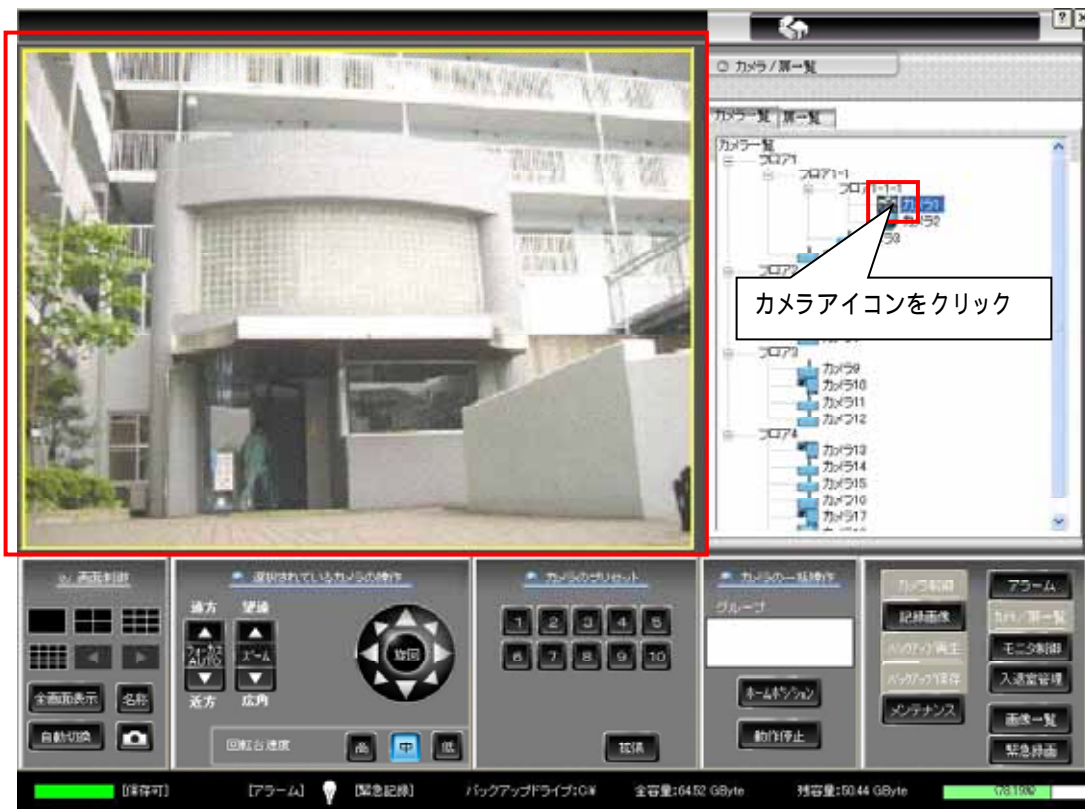 カメラ/扉一覧
カメラ一覧 扉一覧
カメラ一覧
フロア1
フロア1-1
フロア1-1-1
カメラ1
カメラ2
カメラアイコンをクリック
フロア3
カメラ9
カメラ10
カメラ11
カメラ12
フロア4
カメラ13
カメラ14
カメラ15
カメラ16
カメラ17
画面制御
選択されているカメラの操作
カメラのプリセット
カメラの一括操作
遠方 望遠
フォーカス
AUTO
ズーム
近方 広角
旋回
回転台速度 高 中 低
全画面表示 名称
自動切換
1 2 3 4 5
6 7 8 9 10
拡張
グループ
ホームポジション
動作停止
カメラ制御
記録画像
バックアップ再生
バックアップ保存
メンテナンス
アラーム
カメラ/扉一覧
モニタ制御
入退室管理
画像一覧
緊急録画
[保存可] [アラーム] [緊急記録] バックアップドライブ:G¥ 全容量:64.52 GByte 残容量:50.44 GByte